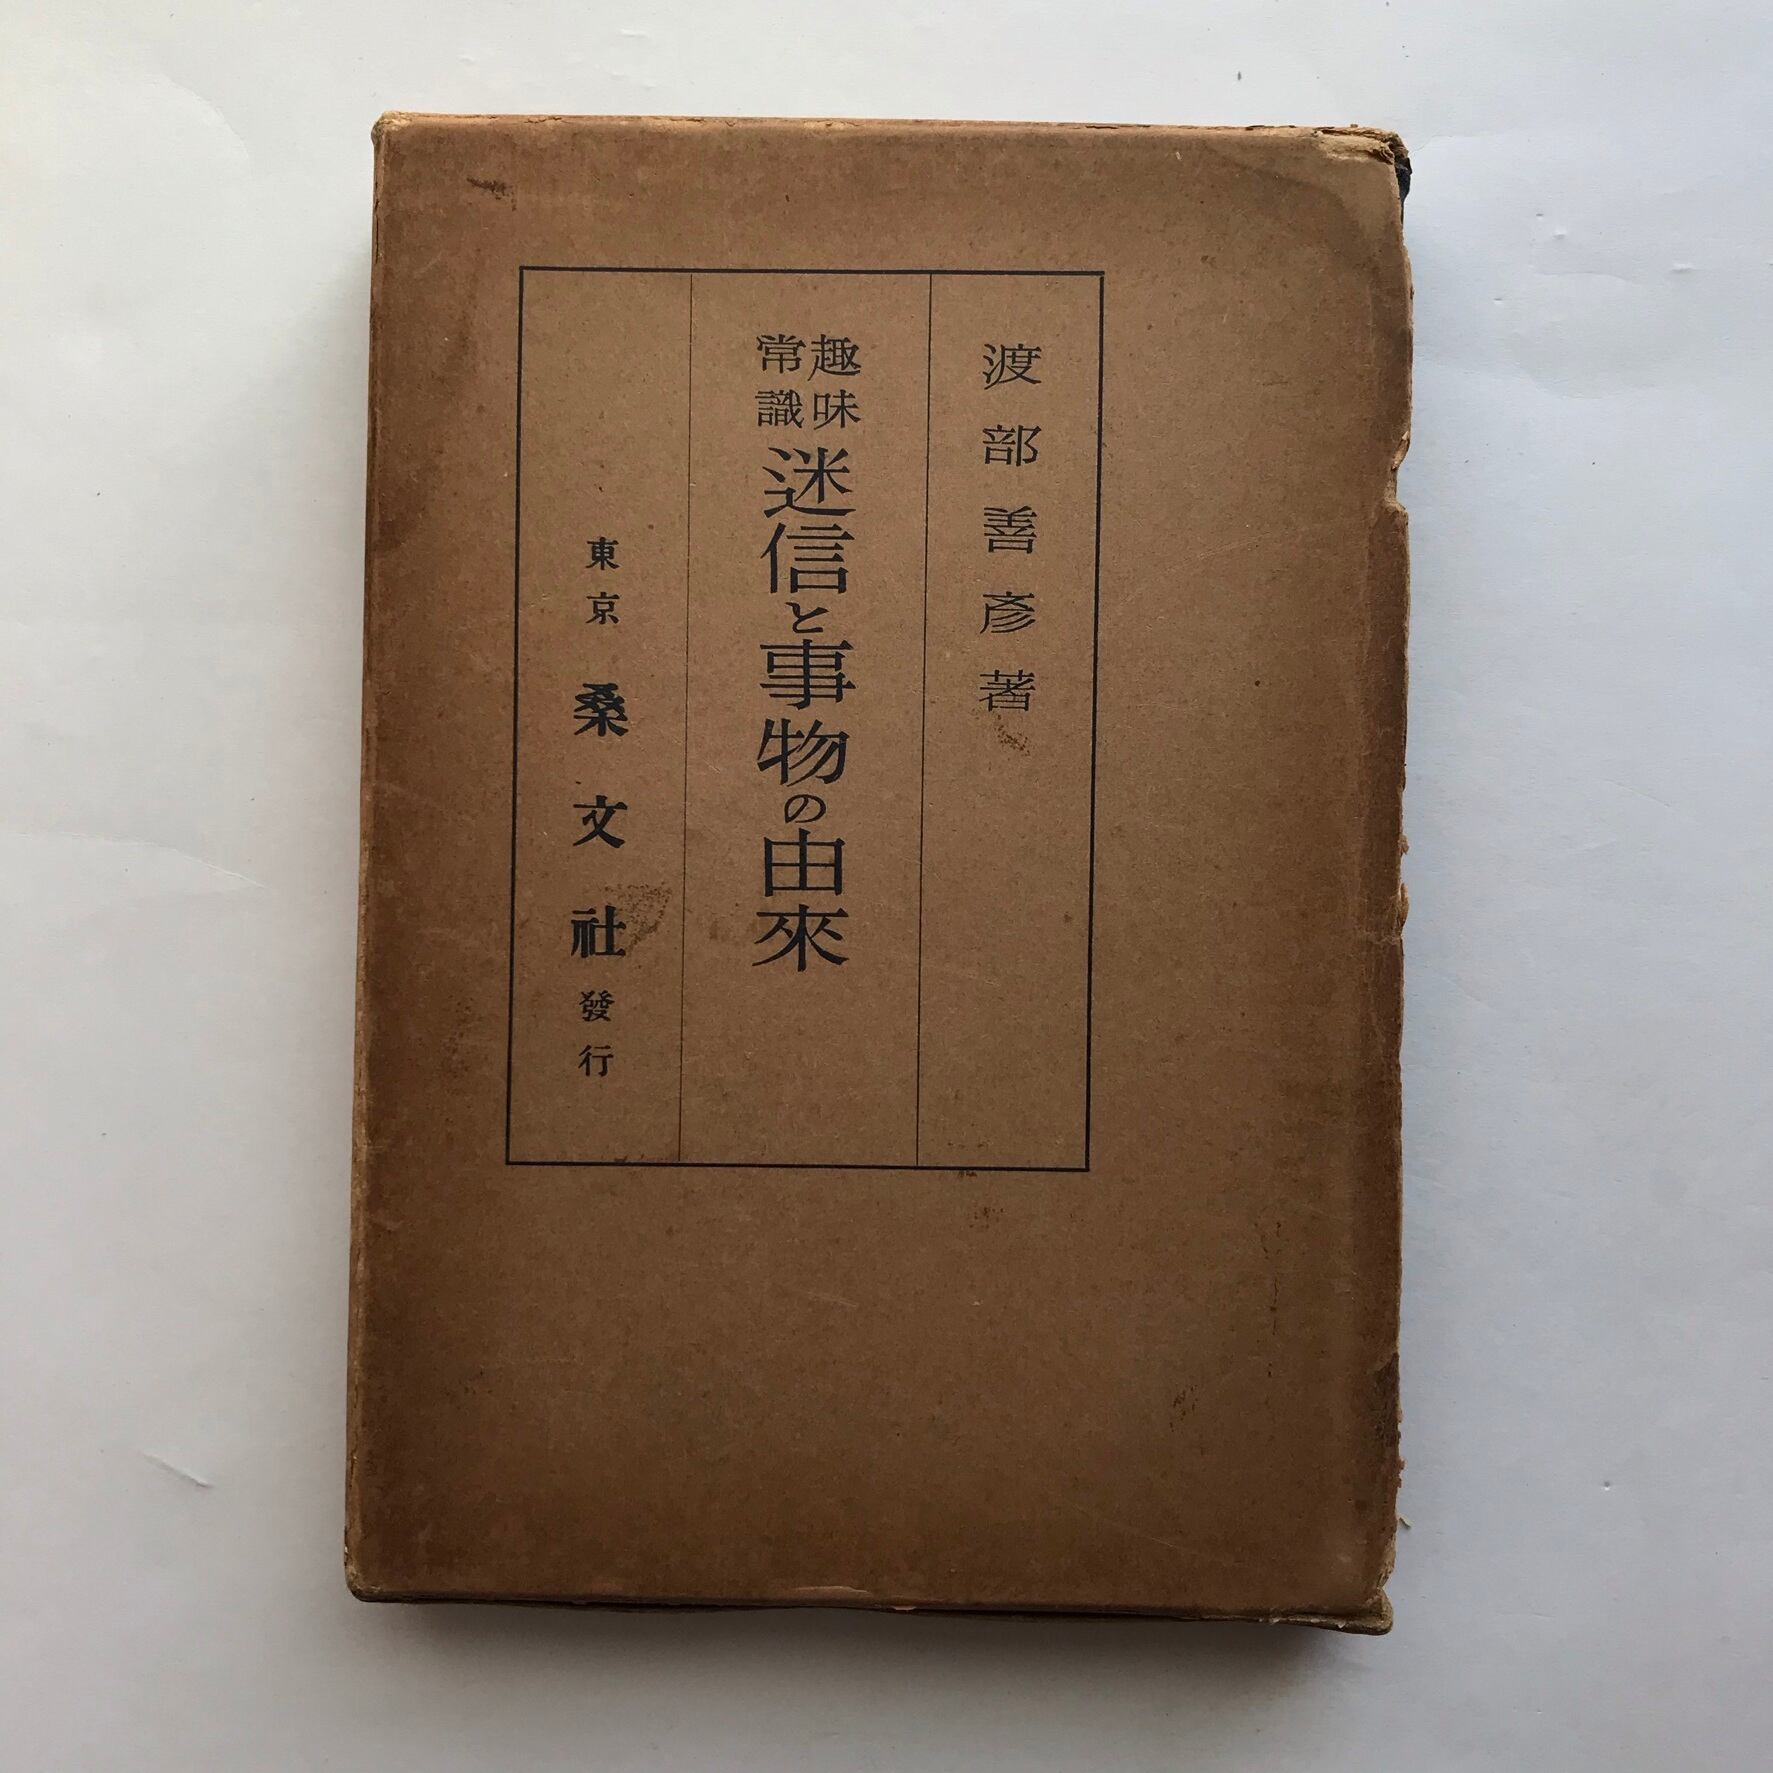 渡部善彦著
趣味
常識
迷信と事物の由來
東京 桑文社發行